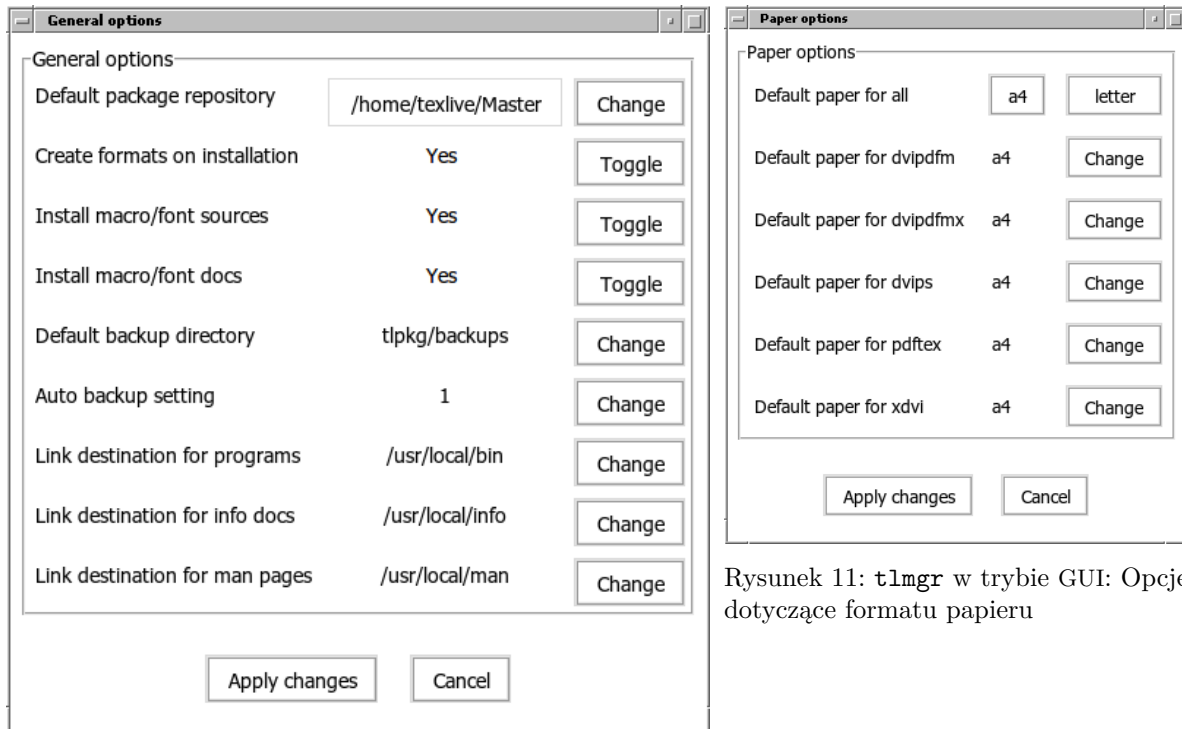 General options
General options
Default package repository /home/texlive/Master Change
Create formats on installation Yes Toggle
Install macro/font sources Yes Toggle
Install macro/font docs Yes Toggle
Default backup directory tlpkg/backups Change
Auto backup setting 1 Change
Link destination for programs /usr/local/bin Change
Link destination for info docs /usr/local/info Change
Link destination for man pages /usr/local/man Change
Apply changes Cancel
Paper options
Paper options
Default paper for all a4 letter
Default paper for dvipdfm a4 Change
Default paper for dvipdfmx a4 Change
Default paper for dvips a4 Change
Default paper for pdftex a4 Change
Default paper for xdvi a4 Change
Apply changes Cancel
Rysunek 11: tlmgr w trybie GUI: Opcje
dotyczące formatu papieru